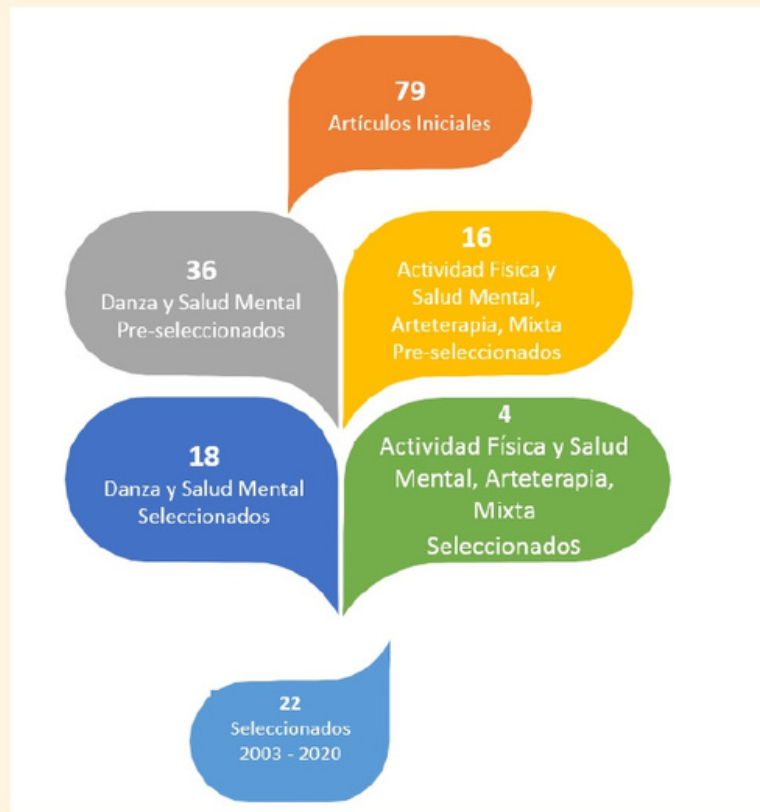 79
Artículos Iniciales
36
Danza y Salud Mental
Pre-seleccionados
16
Actividad Física y
Salud Mental,
Arteterapia, Mixta
Pre-seleccionados
18
Danza y Salud Mental
Seleccionados
4
Actividad Física y Salud
Mental, Arteterapia,
Mixta
Seleccionados
22
Seleccionados
2003 - 2020